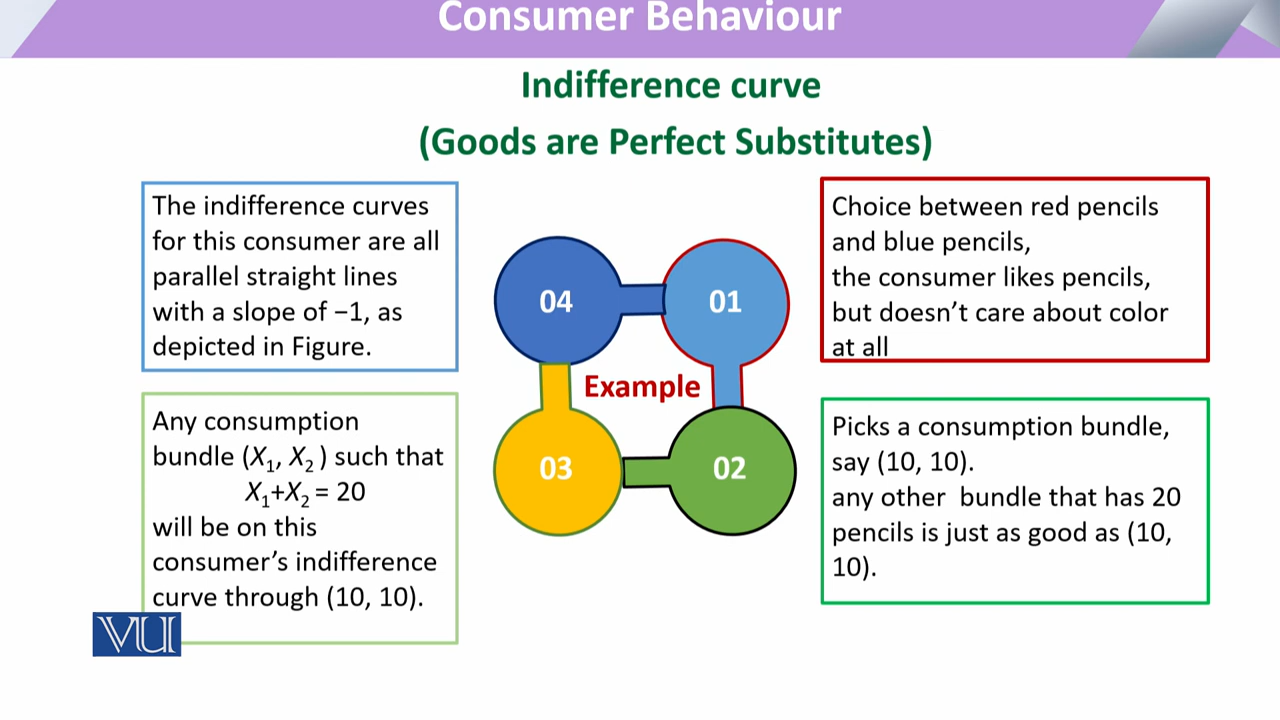 Consumer Behaviour
Indifference curve
(Goods are Perfect Substitutes)
The indifference curves
for this consumer are all
parallel straight lines
with a slope of −1, as
depicted in Figure.
Any consumption
bundle (X₁, X₂ ) such that
X₁+X₂ = 20
will be on this
consumer’s indifference
curve through (10, 10).
04
01
Example
03
02
Choice between red pencils
and blue pencils,
the consumer likes pencils,
but doesn’t care about color
at all
Picks a consumption bundle,
say (10, 10).
any other  bundle that has 20
pencils is just as good as (10,
10).
VU